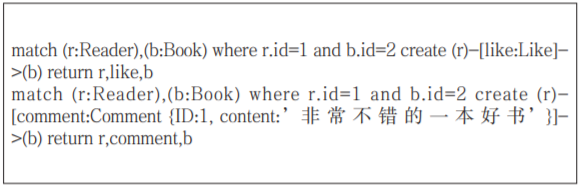 match (r:Reader),(b:Book) where r.id=1 and b.id=2 create (r)-[like:Like]-
>(b) return r,like,b
match (r:Reader),(b:Book) where r.id=1 and b.id=2 create (r)-
[comment:Comment {ID:1, content:’非常不错的一本好书’}]-
>(b) return r,comment,b